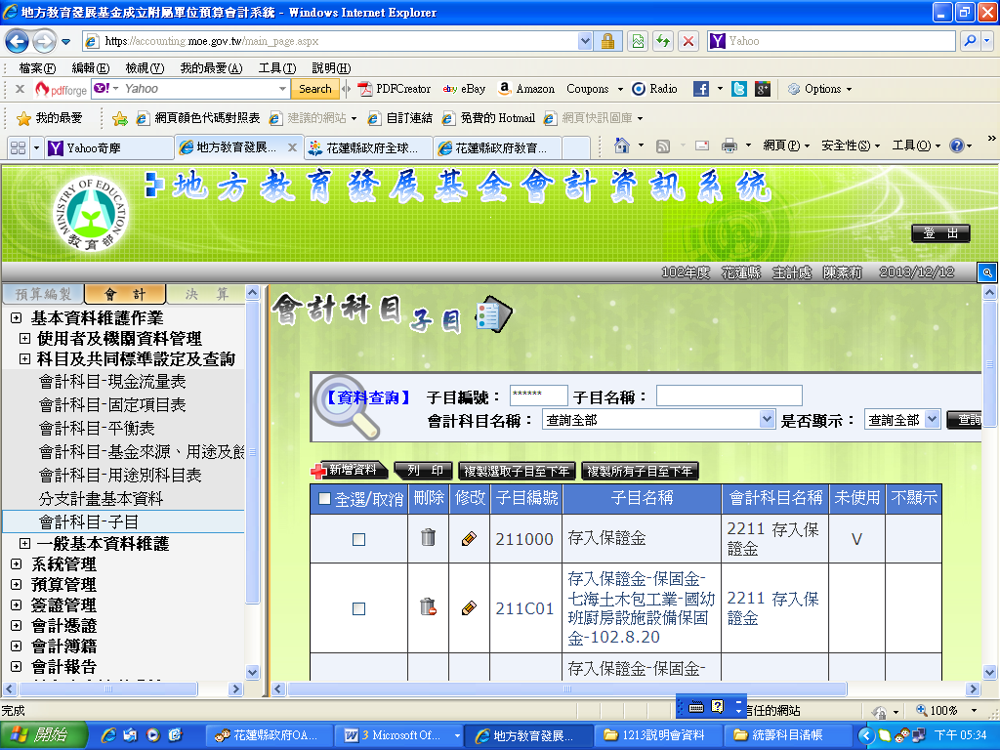 地方教育發展基金成立附屬單位預算會計系統 - Windows Internet Explorer
https://accounting.moe.gov.tw/main_page.aspx
Yahoo
檔案(F) 編輯(E) 檢視(V) 我的最愛(A) 工具(T) 說明(H)
pdfforge Yahoo Search PDFCreator eBay Amazon Coupons Radio Options
我的最愛 網頁顏色代碼對照表 建議的網站 自訂連結 免費的 Hotmail 網頁快訊圖庫
Yahoo奇摩 地方教育發展... 花蓮縣政府全球... 花蓮縣政府教育... 網頁(P) 安全性(S) 工具(O)
MINISTRY OF EDUCATION
教育部
地方教育發展基金會計資訊系統
登 出
102年度 花蓮縣 主計處 陳素莉 2013/12/12
預算編製 會 計 決 算
基本資料維護作業
使用者及機關資料管理
科目及共同標準設定及查詢
會計科目-現金流量表
會計科目-固定項目表
會計科目-平衡表
會計科目-基金來源、用途及餘
會計科目-用途別科目表
分支計畫基本資料
會計科目-子目
一般基本資料維護
系統管理
預算管理
簽證管理
會計憑證
會計簿籍
會計報告
會計科目 子目
【資料查詢】 子目編號： ****** 子目名稱：
會計科目名稱： 查詢全部 是否顯示： 查詢全部 查詢
新增資料 列 印 複製選取子目至下年 複製所有子目至下年
全選/取消 刪除 修改 子目編號 子目名稱 會計科目名稱 未使用 不顯示
211000 存入保證金 2211 存入保證金 V
211C01 存入保證金-保固金-七海土木包工業-國幼班廚房設施設備保固金-102.8.20 2211 存入保證金
存入保證金-保固金-
完成
信任的網站
100%
開始 花蓮縣政府OA... 3 Microsoft Of... 地方教育發展... 1213說明會資料 統籌科目清帳 下午 05:34